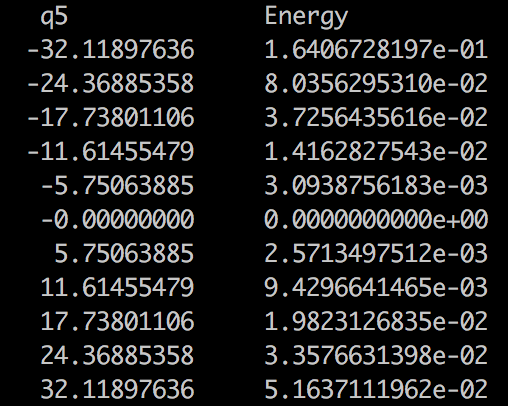 q5 Energy
-32.11897636 1.6406728197e-01
-24.36885358 8.0356295310e-02
-17.73801106 3.7256435616e-02
-11.61455479 1.4162827543e-02
-5.75063885 3.0938756183e-03
-0.00000000 0.0000000000e+00
5.75063885 2.5713497512e-03
11.61455479 9.4296641465e-03
17.73801106 1.9823126835e-02
24.36885358 3.3576631398e-02
32.11897636 5.1637111962e-02